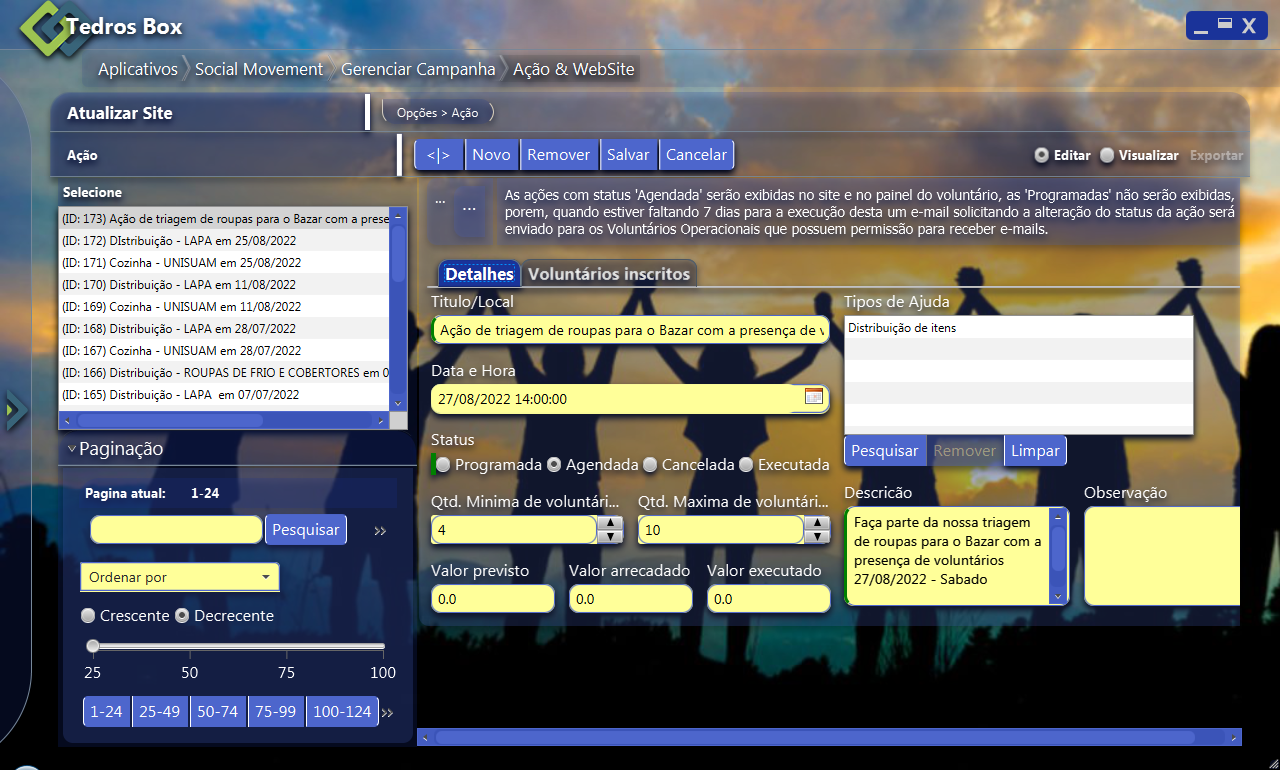 Tedros Box
Aplicativos
Social Movement
Gerenciar Campanha
Ação & WebSite
Atualizar Site
Opções > Ação
Ação
<|>
Novo
Remover
Salvar
Cancelar
Editar
Visualizar
Exportar
Selecione
(ID: 173) Ação de triagem de roupas para o Bazar com a prese
(ID: 172) DIstribuição - LAPA em 25/08/2022
(ID: 171) Cozinha - UNISUAM em 25/08/2022
(ID: 170) Distribuição - LAPA em 11/08/2022
(ID: 169) Cozinha - UNISUAM em 11/08/2022
(ID: 168) Distribuição - LAPA em 28/07/2022
(ID: 167) Cozinha - UNISUAM em 28/07/2022
(ID: 166) Distribuição - ROUPAS DE FRIO E COBERTORES em 0
(ID: 165) Distribuição - LAPA em 07/07/2022
Paginação
Pagina atual: 1-24
Pesquisar
Ordenar por
Crescente
Decrecente
25 50 75 100
1-24
25-49
50-74
75-99
100-124
...
...
As ações com status 'Agendada' serão exibidas no site e no painel do voluntário, as 'Programadas' não serão exibidas,
porem, quando estiver faltando 7 dias para a execução desta um e-mail solicitando a alteração do status da ação será
enviado para os Voluntários Operacionais que possuem permissão para receber e-mails.
Detalhes
Voluntários inscritos
Titulo/Local
Ação de triagem de roupas para o Bazar com a presença de v
Data e Hora
27/08/2022 14:00:00
Status
Programada
Agendada
Cancelada
Executada
Qtd. Minima de voluntári...
4
Qtd. Maxima de voluntári...
10
Valor previsto
0.0
Valor arrecadado
0.0
Valor executado
0.0
Tipos de Ajuda
Distribuição de itens
Pesquisar
Remover
Limpar
Descricão
Faça parte da nossa triagem
de roupas para o Bazar com a
presença de voluntários
27/08/2022 - Sabado
Observação